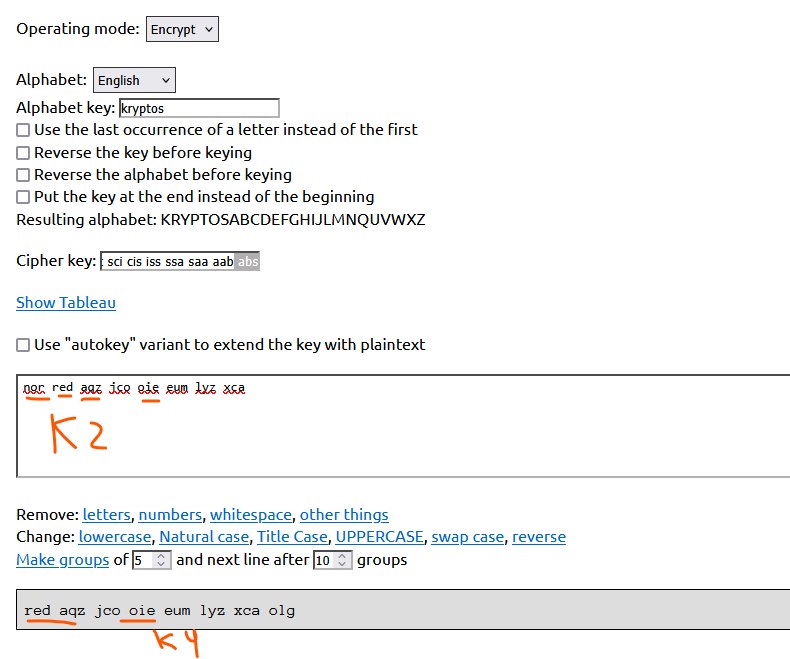 Operating mode: Encrypt
Alphabet: English
Alphabet key: kryptos
Use the last occurrence of a letter instead of the first
Reverse the key before keying
Reverse the alphabet before keying
Put the key at the end instead of the beginning
Resulting alphabet: KRYPTOSABCDEFGHIJLMNQUVWXZ
Cipher key: sci cis iss ssa saa aab abs
Show Tableau
Use "autokey" variant to extend the key with plaintext
nor red aqz jco oie eum lyz xca
K2
Remove: letters, numbers, whitespace, other things
Change: lowercase, Natural case, Title Case, UPPERCASE, swap case, reverse
Make groups of 5 and next line after 10 groups
red aqz jco oie eum lyz xca olg
K4